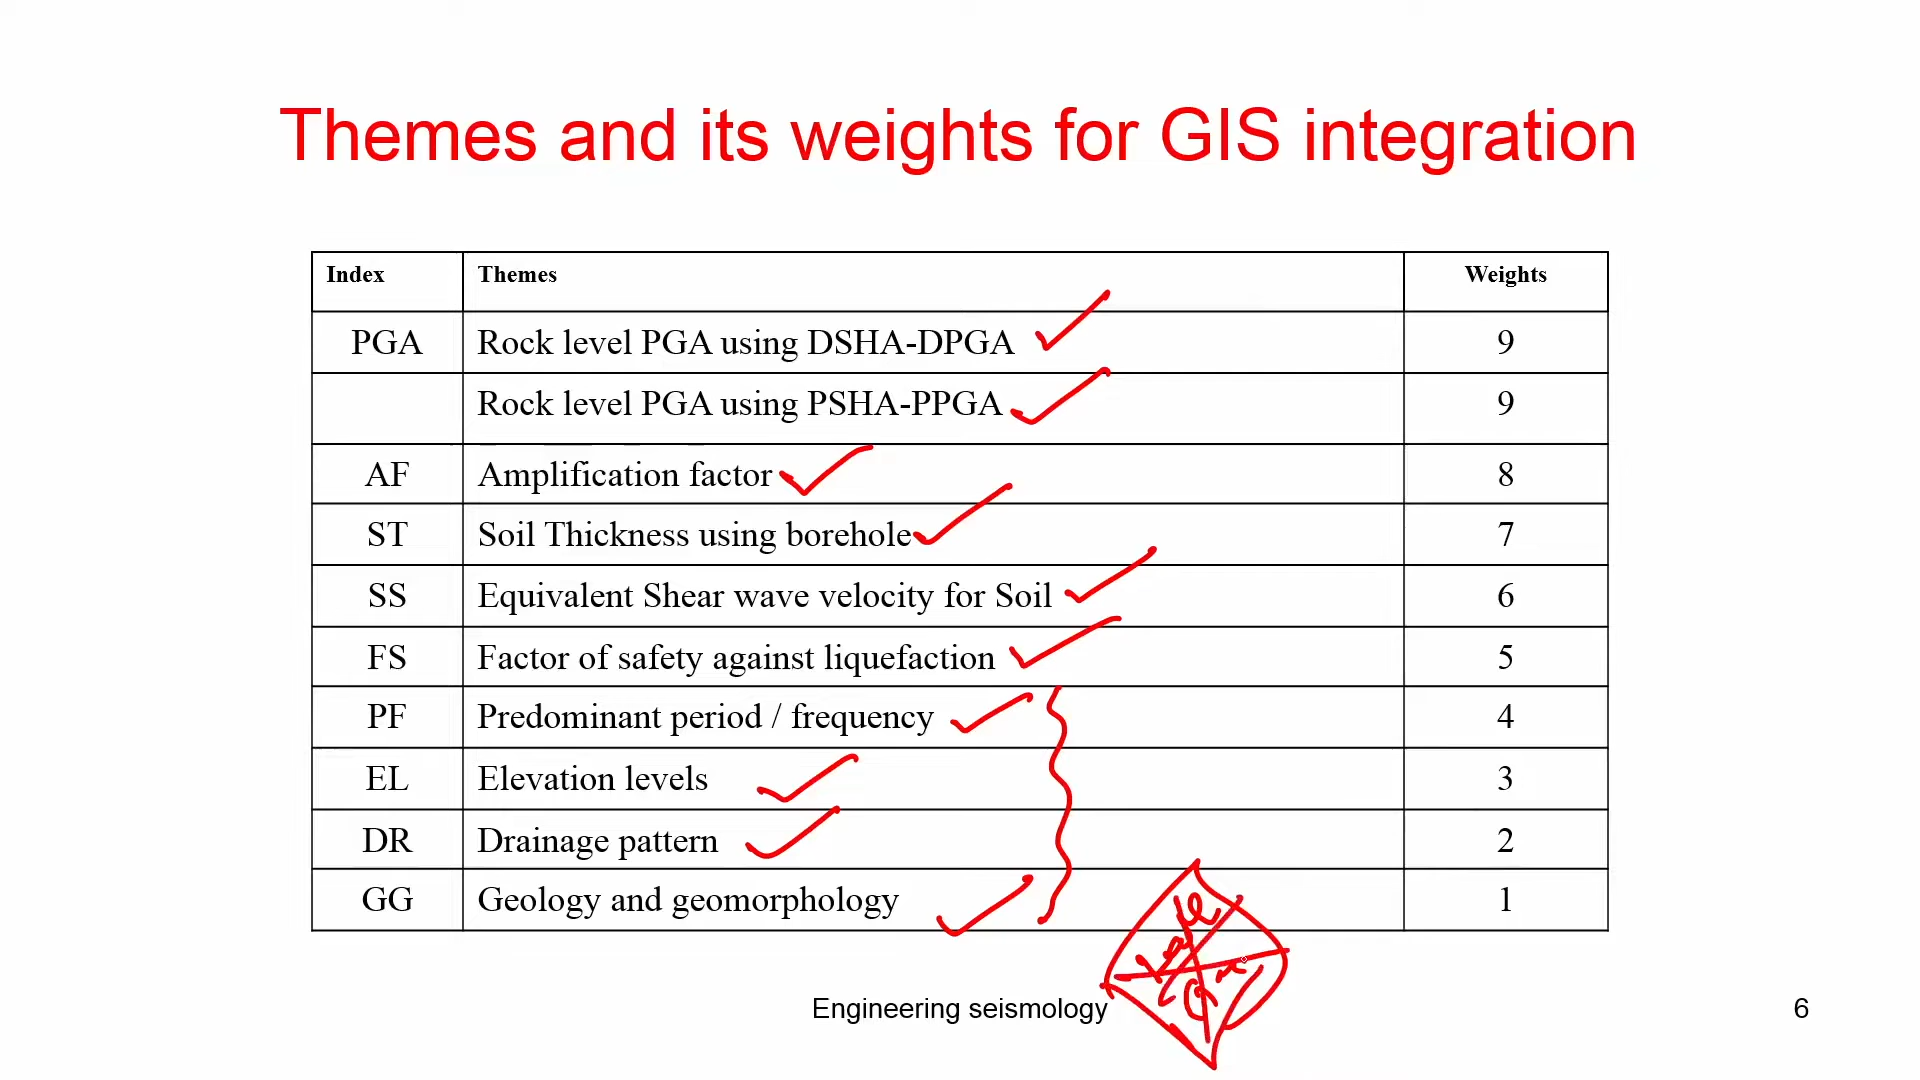 Themes and its weights for GIS integration
Index Themes Weights
PGA Rock level PGA using DSHA-DPGA 9
Rock level PGA using PSHA-PPGA 9
AF Amplification factor 8
ST Soil Thickness using borehole 7
SS Equivalent Shear wave velocity for Soil 6
FS Factor of safety against liquefaction 5
PF Predominant period / frequency 4
EL Elevation levels 3
DR Drainage pattern 2
GG Geology and geomorphology 1
Engineering seismology
6